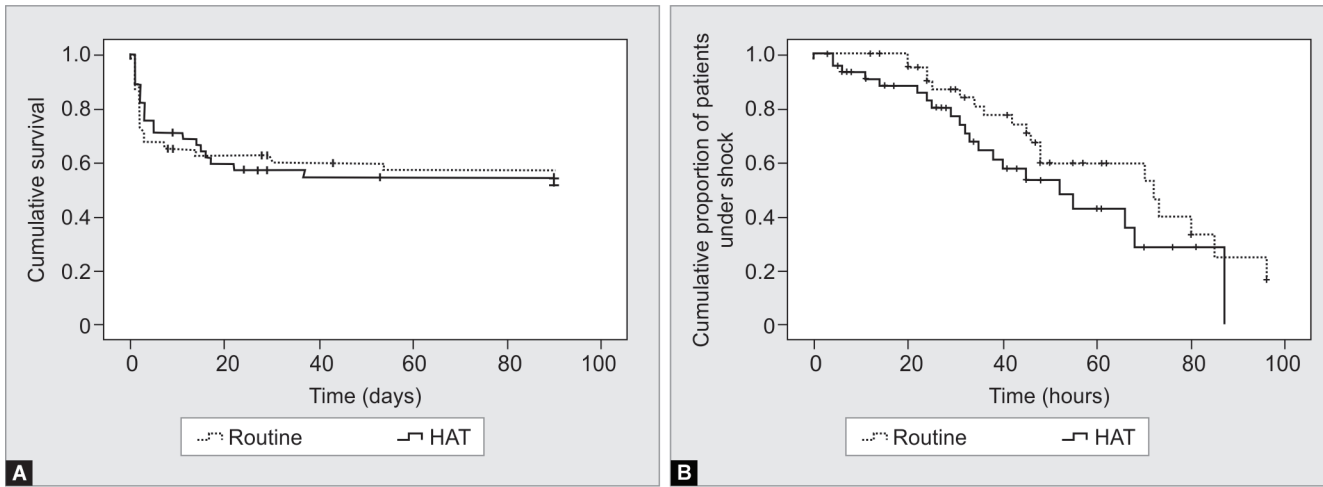 Cumulative survival
1.0
0.8
0.6
0.4
0.2
0
0 20 40 60 80 100
Time (days)
Routine HAT
A
Cumulative proportion of patients
under shock
1.0
0.8
0.6
0.4
0.2
0
0 20 40 60 80 100
Time (hours)
Routine HAT
B